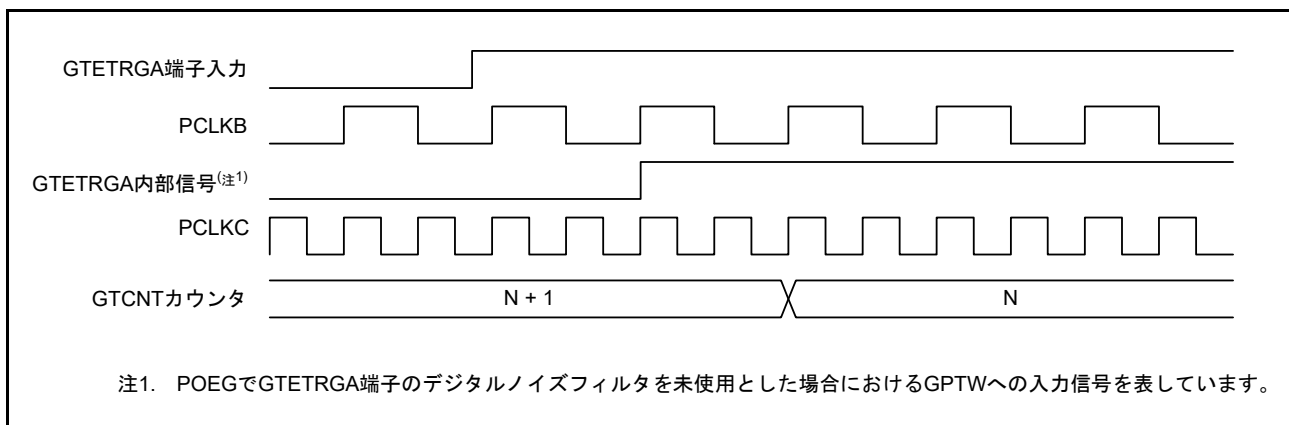 GTETRGA端子入力
PCLKB
GTETRGA内部信号(注1)
PCLKC
GTCNTカウンタ
N + 1
N
注1. POEGでGTETRGA端子のデジタルノイズフィルタを未使用とした場合におけるGPTWへの入力信号を表しています。